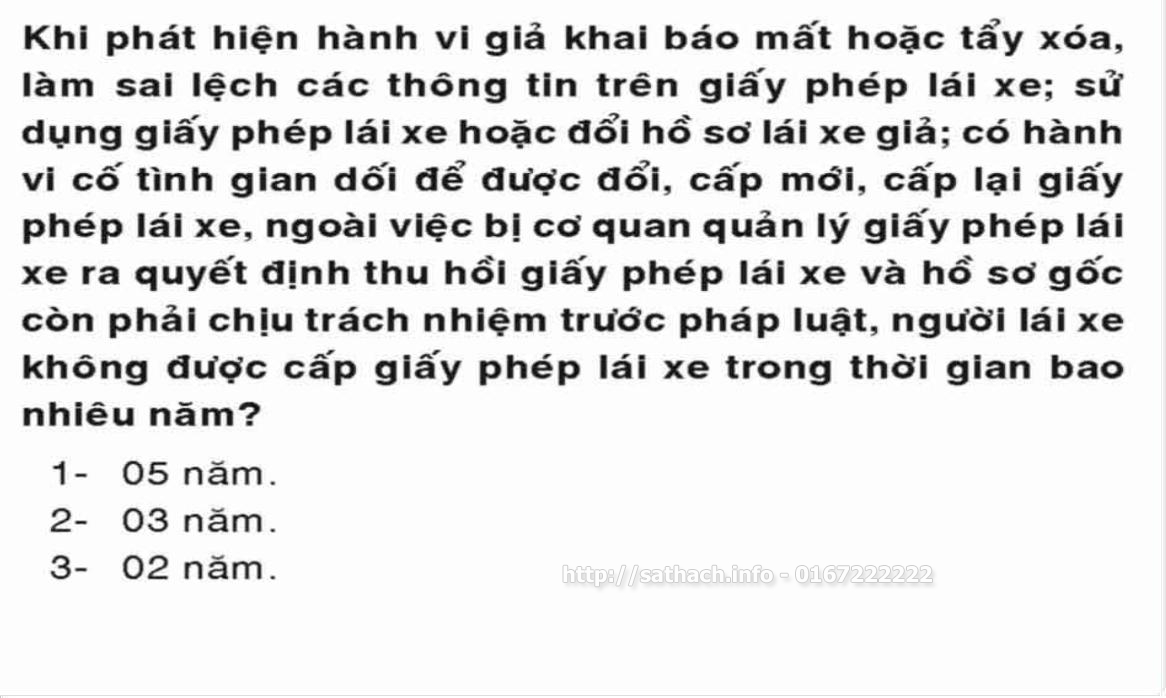 Khi phát hiện hành vi giả khai báo mất hoặc tẩy xóa,
làm sai lệch các thông tin trên giấy phép lái xe; sử
dụng giấy phép lái xe hoặc đổi hồ sơ lái xe giả; có hành
vi cố tình gian dối để được đổi, cấp mới, cấp lại giấy
phép lái xe, ngoài việc bị cơ quan quản lý giấy phép lái
xe ra quyết định thu hồi giấy phép lái xe và hồ sơ gốc
còn phải chịu trách nhiệm trước pháp luật, người lái xe
không được cấp giấy phép lái xe trong thời gian bao
nhiêu năm?
1- 05 năm.
2- 03 năm.
3- 02 năm.
http://sathach.info - 0167222222